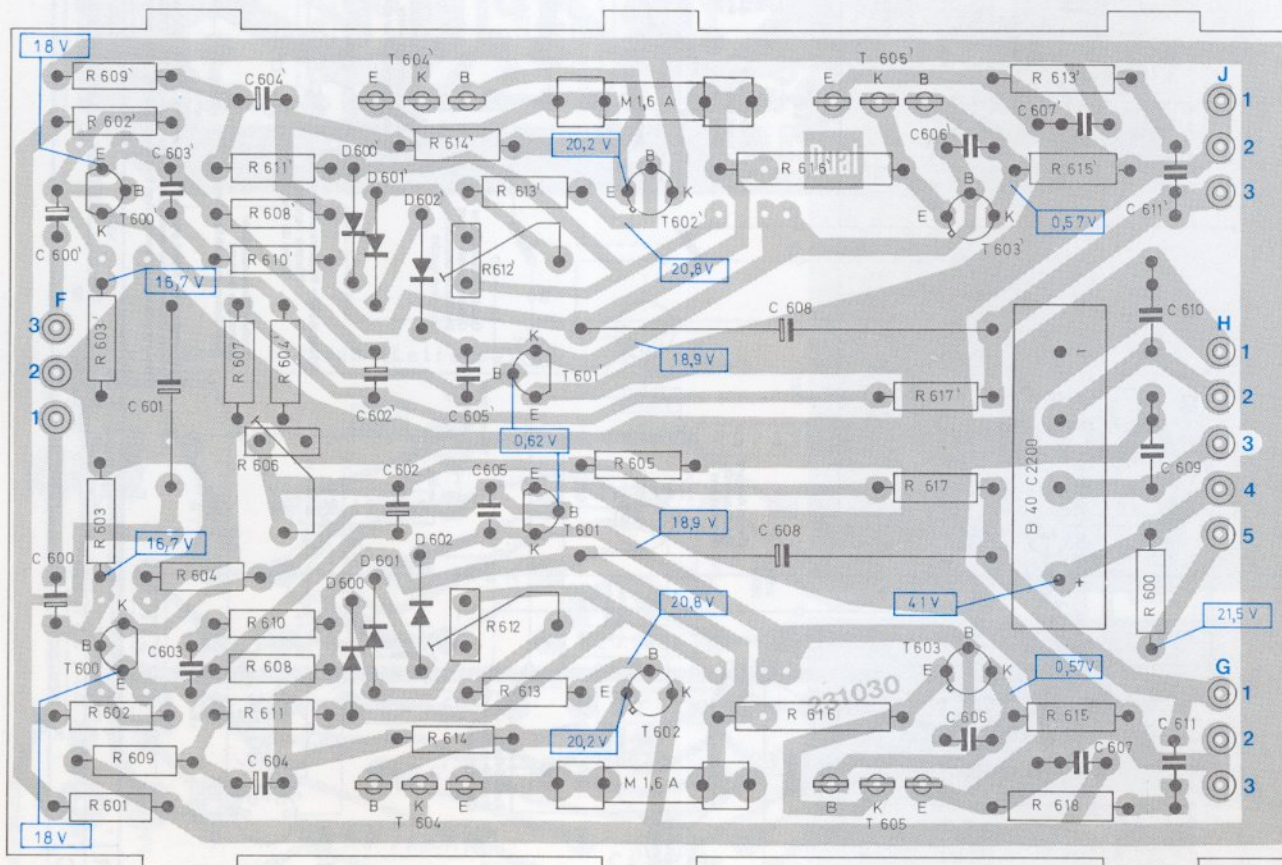 18 V
R 609'
C 604'
T 604'
E K B
M 1,6 A
T 605'
E K B
R 613'
J
1
R 602'
C 603'
R 611'
D 600'
R 614'
20,2 V
C 606'
C 607'
Dual
2
E
B
K
T 600'
D 601'
D 602'
R 613'
B
E
K
T 602'
R 616'
B
E
K
T 603'
R 615'
C 611'
3
R 608'
0,57 V
C 600'
R 610'
R 612'
20,8 V
16,7 V
F
3
2
1
R 603'
C 601
R 607
R 604'
C 602'
C 605'
K
B
E
T 601'
18,9 V
C 608
C 610
H
1
R 617'
2
0,62 V
R 606
C 602
C 605
R 605
3
B 40 C2200
-
+
C 609
R 603
E
B
K
T 601
R 617
4
16,7 V
18,9 V
C 608
5
C 600
R 604
D 600
D 601
D 602
20,8 V
41 V
R 600
K
B
E
T 600
R 610
R 612
T 603
B
E
K
21,5 V
C 603
R 608
R 613
B
E
K
T 602
0,57V
G
1
231030
R 602
R 611
R 616
C 606
R 615
C 611
R 614
20,2 V
2
R 609
C 604
C 607
M 1,6 A
3
R 601
B K E
T 604
B K E
T 605
R 618
18 V